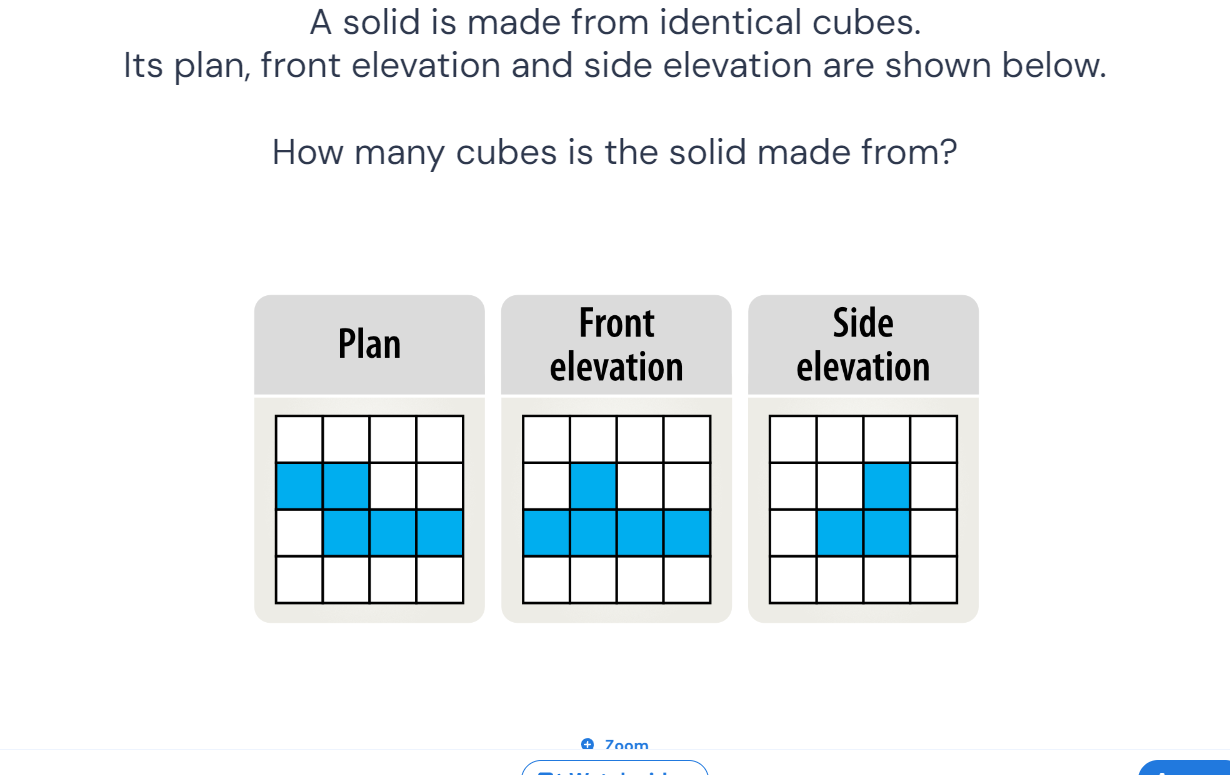 A solid is made from identical cubes.
Its plan, front elevation and side elevation are shown below.
How many cubes is the solid made from?
Plan
Front
elevation
Side
elevation
Zoom